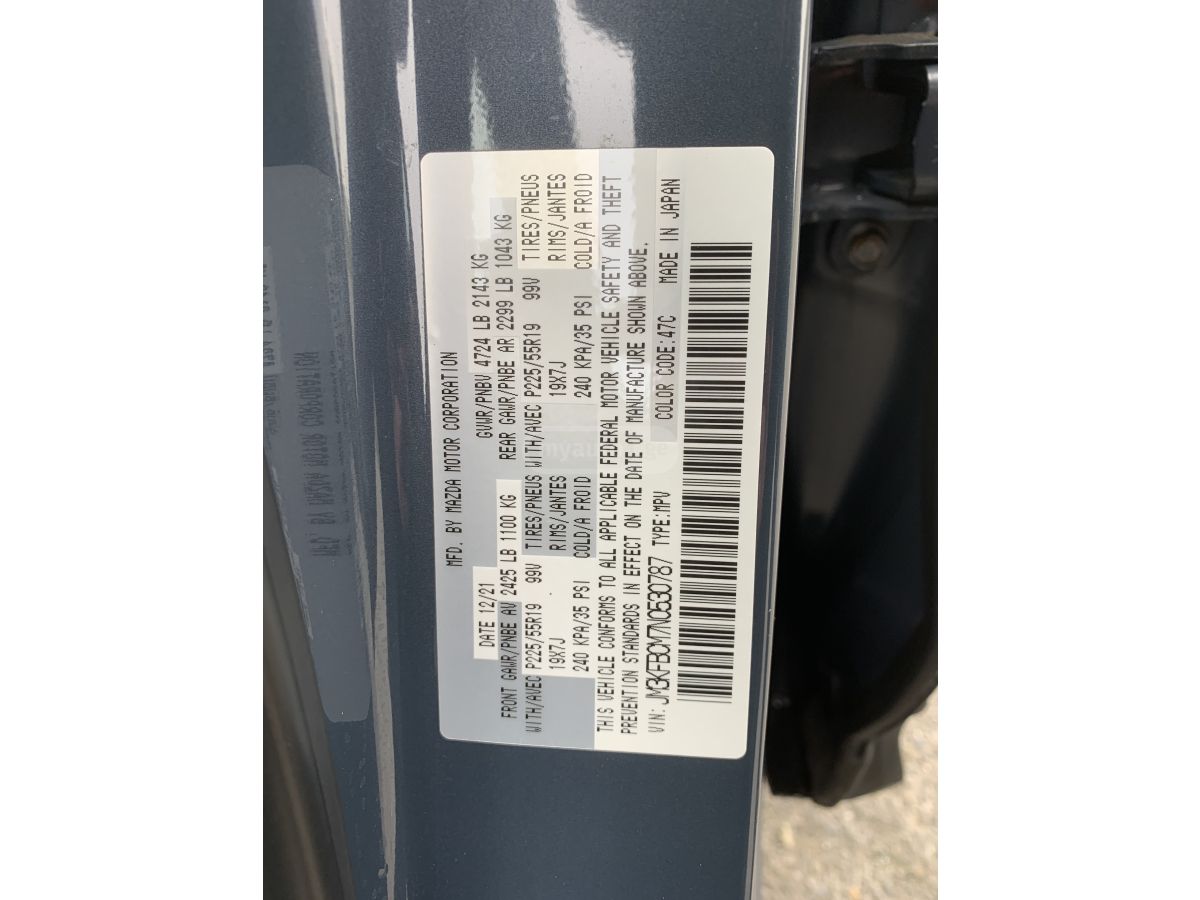 MFD. BY MAZDA MOTOR CORPORATION
DATE 12/21 GVWR/PNBV 4724 LB 2143 KG
FRONT GAWR/PNBE AV 2425 LB 1100 KG REAR GAWR/PNBE AR 2299 LB 1043 KG
WITH/AVEC P225/55R19 99V TIRES/PNEUS WITH/AVEC P225/55R19 99V TIRES/PNEUS
19X7J RIMS/JANTES 19X7J RIMS/JANTES
240 KPA/35 PSI COLD/A FROID 240 KPA/35 PSI COLD/A FROID
THIS VEHICLE CONFORMS TO ALL APPLICABLE FEDERAL MOTOR VEHICLE SAFETY AND THEFT
PREVENTION STANDARDS IN EFFECT ON THE DATE OF MANUFACTURE SHOWN ABOVE.
VIN: JM3KFBCM7N0530787 TYPE:MPV COLOR CODE:47C MADE IN JAPAN